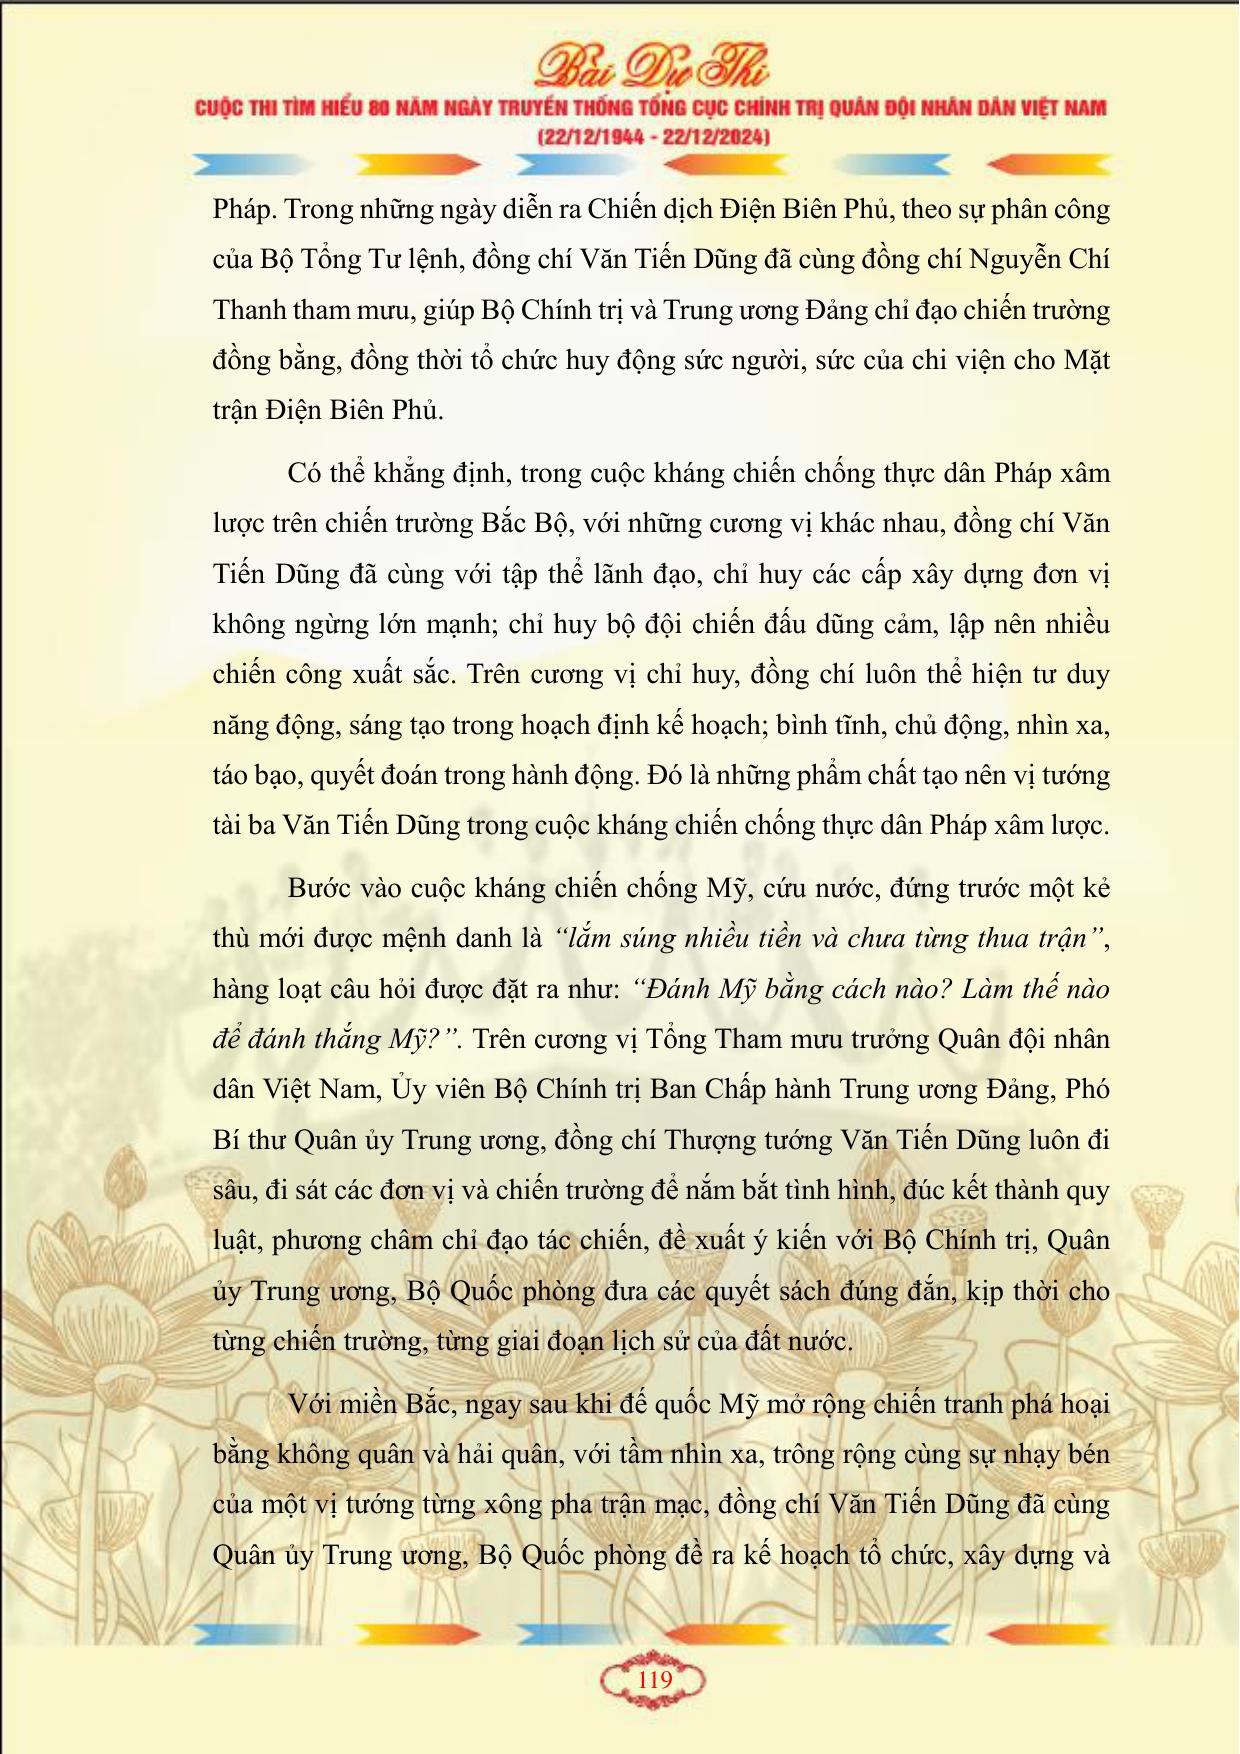 Bài Dự Thi
CUỘC THI TÌM HIỂU 80 NĂM NGÀY TRUYỀN THỐNG TỔNG CỤC CHÍNH TRỊ QUÂN ĐỘI NHÂN DÂN VIỆT NAM
(22/12/1944 - 22/12/2024)
Pháp. Trong những ngày diễn ra Chiến dịch Điện Biên Phủ, theo sự phân công
của Bộ Tổng Tư lệnh, đồng chí Văn Tiến Dũng đã cùng đồng chí Nguyễn Chí
Thanh tham mưu, giúp Bộ Chính trị và Trung ương Đảng chỉ đạo chiến trường
đồng bằng, đồng thời tổ chức huy động sức người, sức của chi viện cho Mặt
trận Điện Biên Phủ.
Có thể khẳng định, trong cuộc kháng chiến chống thực dân Pháp xâm
lược trên chiến trường Bắc Bộ, với những cương vị khác nhau, đồng chí Văn
Tiến Dũng đã cùng với tập thể lãnh đạo, chỉ huy các cấp xây dựng đơn vị
không ngừng lớn mạnh; chỉ huy bộ đội chiến đấu dũng cảm, lập nên nhiều
chiến công xuất sắc. Trên cương vị chỉ huy, đồng chí luôn thể hiện tư duy
năng động, sáng tạo trong hoạch định kế hoạch; bình tĩnh, chủ động, nhìn xa,
táo bạo, quyết đoán trong hành động. Đó là những phẩm chất tạo nên vị tướng
tài ba Văn Tiến Dũng trong cuộc kháng chiến chống thực dân Pháp xâm lược.
Bước vào cuộc kháng chiến chống Mỹ, cứu nước, đứng trước một kẻ
thù mới được mệnh danh là “lắm súng nhiều tiền và chưa từng thua trận”,
hàng loạt câu hỏi được đặt ra như: “Đánh Mỹ bằng cách nào? Làm thế nào
để đánh thắng Mỹ?”. Trên cương vị Tổng Tham mưu trưởng Quân đội nhân
dân Việt Nam, Ủy viên Bộ Chính trị Ban Chấp hành Trung ương Đảng, Phó
Bí thư Quân ủy Trung ương, đồng chí Thượng tướng Văn Tiến Dũng luôn đi
sâu, đi sát các đơn vị và chiến trường để nắm bắt tình hình, đúc kết thành quy
luật, phương châm chỉ đạo tác chiến, đề xuất ý kiến với Bộ Chính trị, Quân
ủy Trung ương, Bộ Quốc phòng đưa các quyết sách đúng đắn, kịp thời cho
từng chiến trường, từng giai đoạn lịch sử của đất nước.
Với miền Bắc, ngay sau khi đế quốc Mỹ mở rộng chiến tranh phá hoại
bằng không quân và hải quân, với tầm nhìn xa, trông rộng cùng sự nhạy bén
của một vị tướng từng xông pha trận mạc, đồng chí Văn Tiến Dũng đã cùng
Quân ủy Trung ương, Bộ Quốc phòng đề ra kế hoạch tổ chức, xây dựng và
119